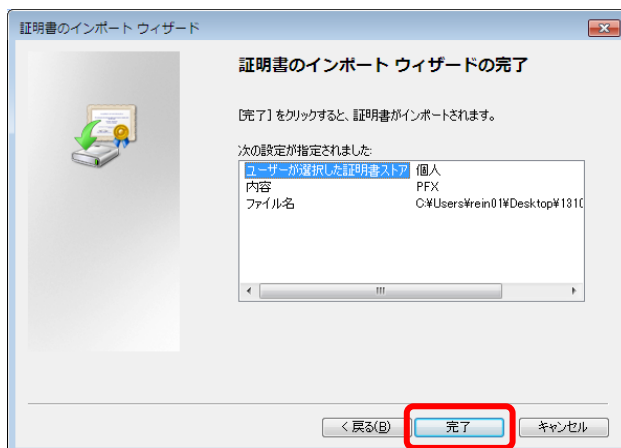 証明書のインポート ウィザード
証明書のインポート ウィザードの完了
[完了] をクリックすると、証明書がインポートされます。
次の設定が指定されました:
ユーザーが選択した証明書ストア 個人
内容 PFX
ファイル名 C:¥Users¥rein01¥Desktop¥1310
< 戻る(B)
完了
キャンセル